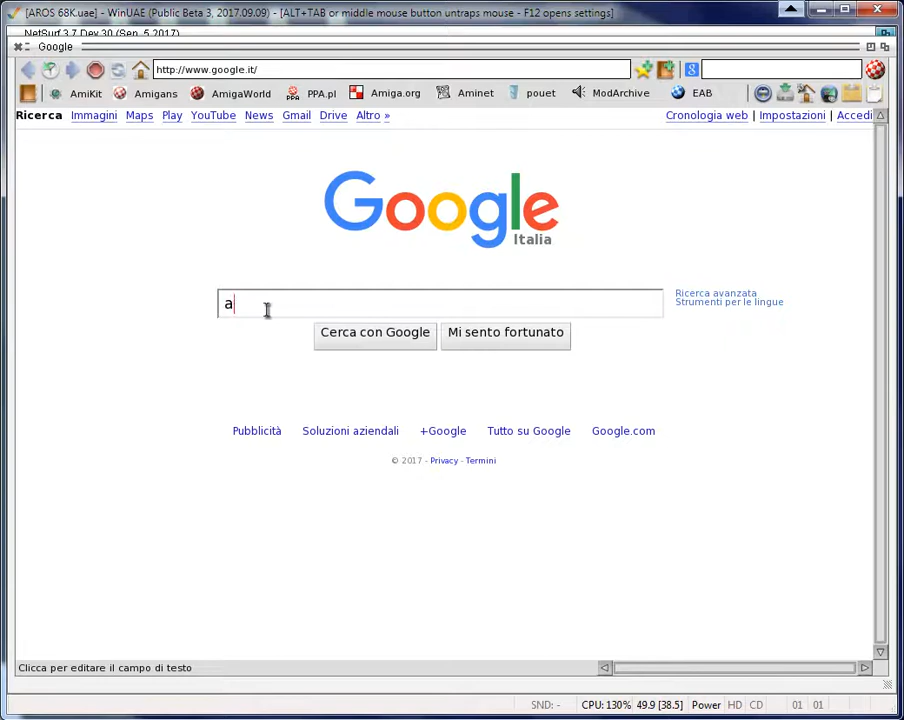 [AROS 68K.uae] - WinUAE (Public Beta 3, 2017.09.09) - [ALT+TAB or middle mouse button untraps mouse - F12 opens settings]
NetSurf 3.7 Dev 30 (Sep 5 2017)
Google
http://www.google.it/
8
AmiKit Amigans AmigaWorld PPA.pl Amiga.org Aminet pouet ModArchive EAB
Ricerca Immagini Maps Play YouTube News Gmail Drive Altro » Cronologia web | Impostazioni | Accedi
Google
Italia
a
Ricerca avanzata
Strumenti per le lingue
Cerca con Google Mi sento fortunato
Pubblicità Soluzioni aziendali +Google Tutto su Google Google.com
© 2017 - Privacy - Termini
Clicca per editare il campo di testo
SND: - CPU: 130% 49.9 [38.5] Power HD CD 01 01